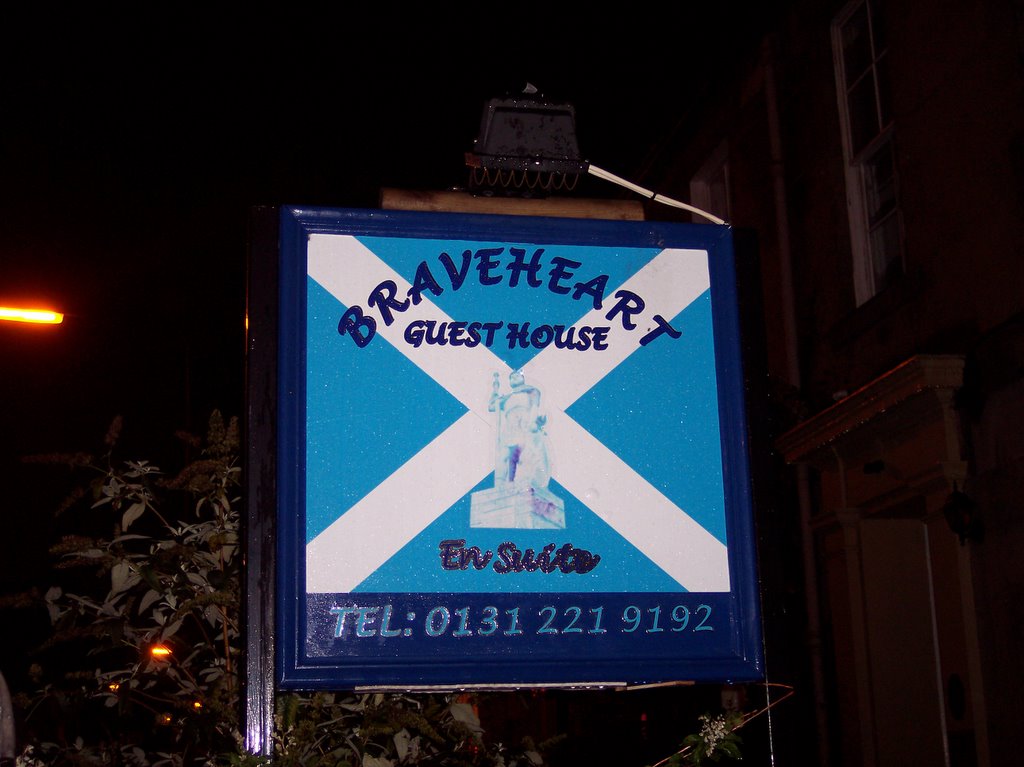 BRAVEHEART
GUEST HOUSE
En Suite
TEL: 0131 221 9192